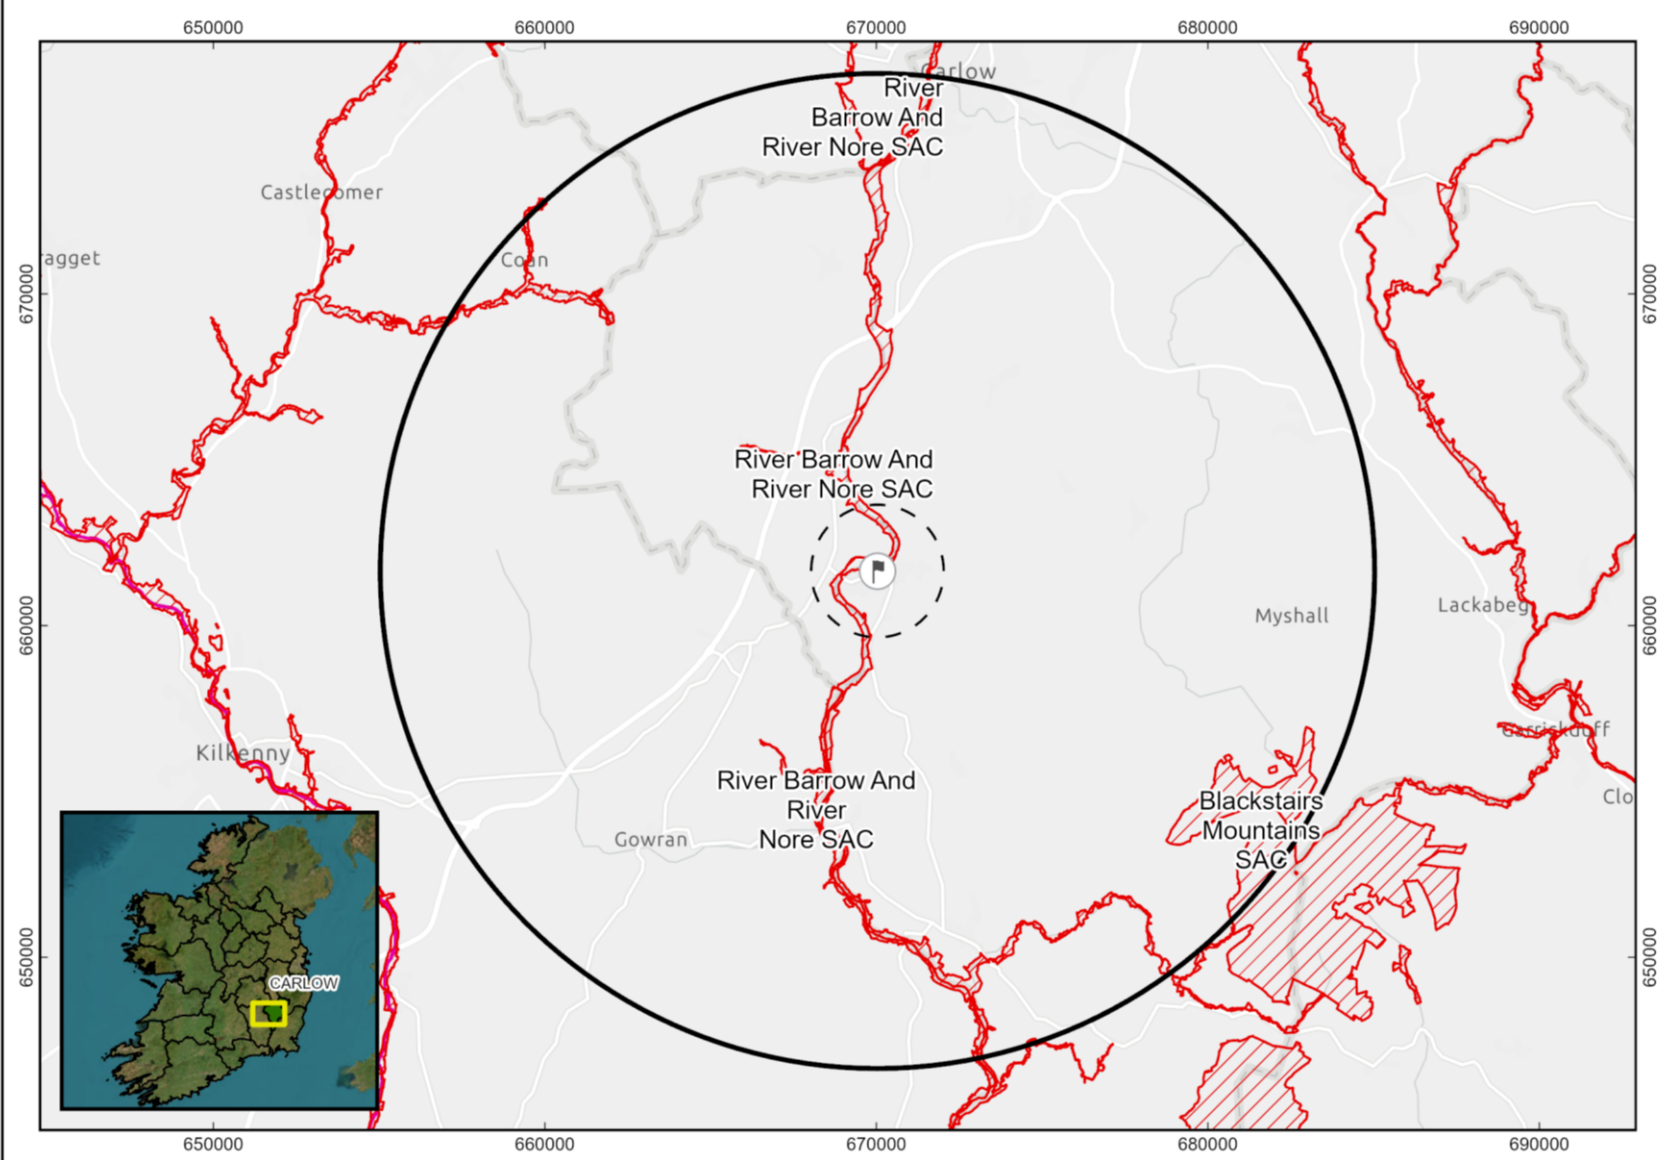 650000 660000 670000 680000 690000
Carlow
River
Barrow And
River Nore SAC
Castlecomer
ragget
Coan
670000
670000
River Barrow And
River Nore SAC
660000
660000
Myshall
Lackabeg
Kilkenny
Carrickduff
River Barrow And
River
Nore SAC
Gowran
Blackstairs
Mountains
SAC
Clo
650000
650000
CARLOW
650000 660000 670000 680000 690000